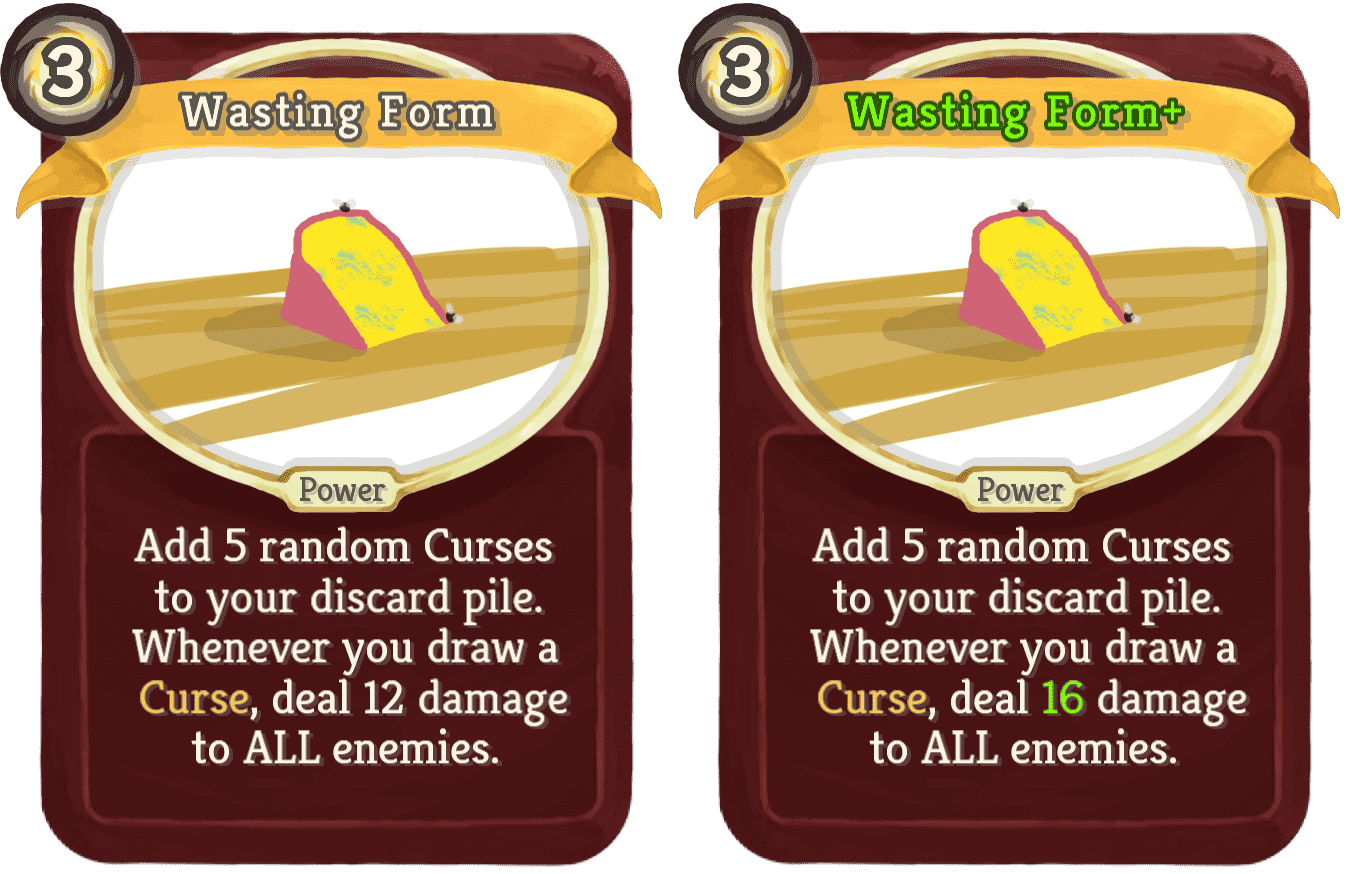 3
Wasting Form
Power
Add 5 random Curses
to your discard pile.
Whenever you draw a
Curse, deal 12 damage
to ALL enemies.
3
Wasting Form+
Power
Add 5 random Curses
to your discard pile.
Whenever you draw a
Curse, deal 16 damage
to ALL enemies.